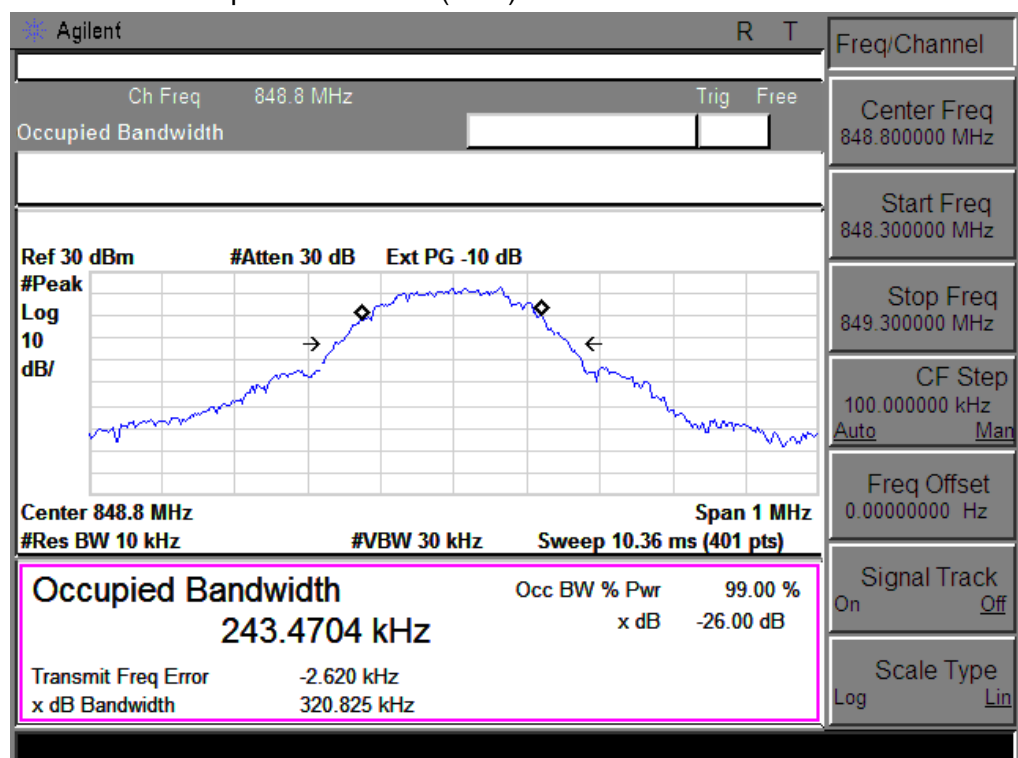 Agilent
R T
Freq/Channel
Ch Freq 848.8 MHz
Trig Free
Occupied Bandwidth
Center Freq
848.800000 MHz
Start Freq
848.300000 MHz
Stop Freq
849.300000 MHz
CF Step
100.000000 kHz
Auto Man
Freq Offset
0.00000000 Hz
Signal Track
On Off
Scale Type
Log Lin
Ref 30 dBm
#Atten 30 dB
Ext PG -10 dB
#Peak
Log
10
dB/
Center 848.8 MHz
Span 1 MHz
#Res BW 10 kHz
#VBW 30 kHz
Sweep 10.36 ms (401 pts)
Occupied Bandwidth
243.4704 kHz
Occ BW % Pwr 99.00 %
x dB -26.00 dB
Transmit Freq Error -2.620 kHz
x dB Bandwidth 320.825 kHz